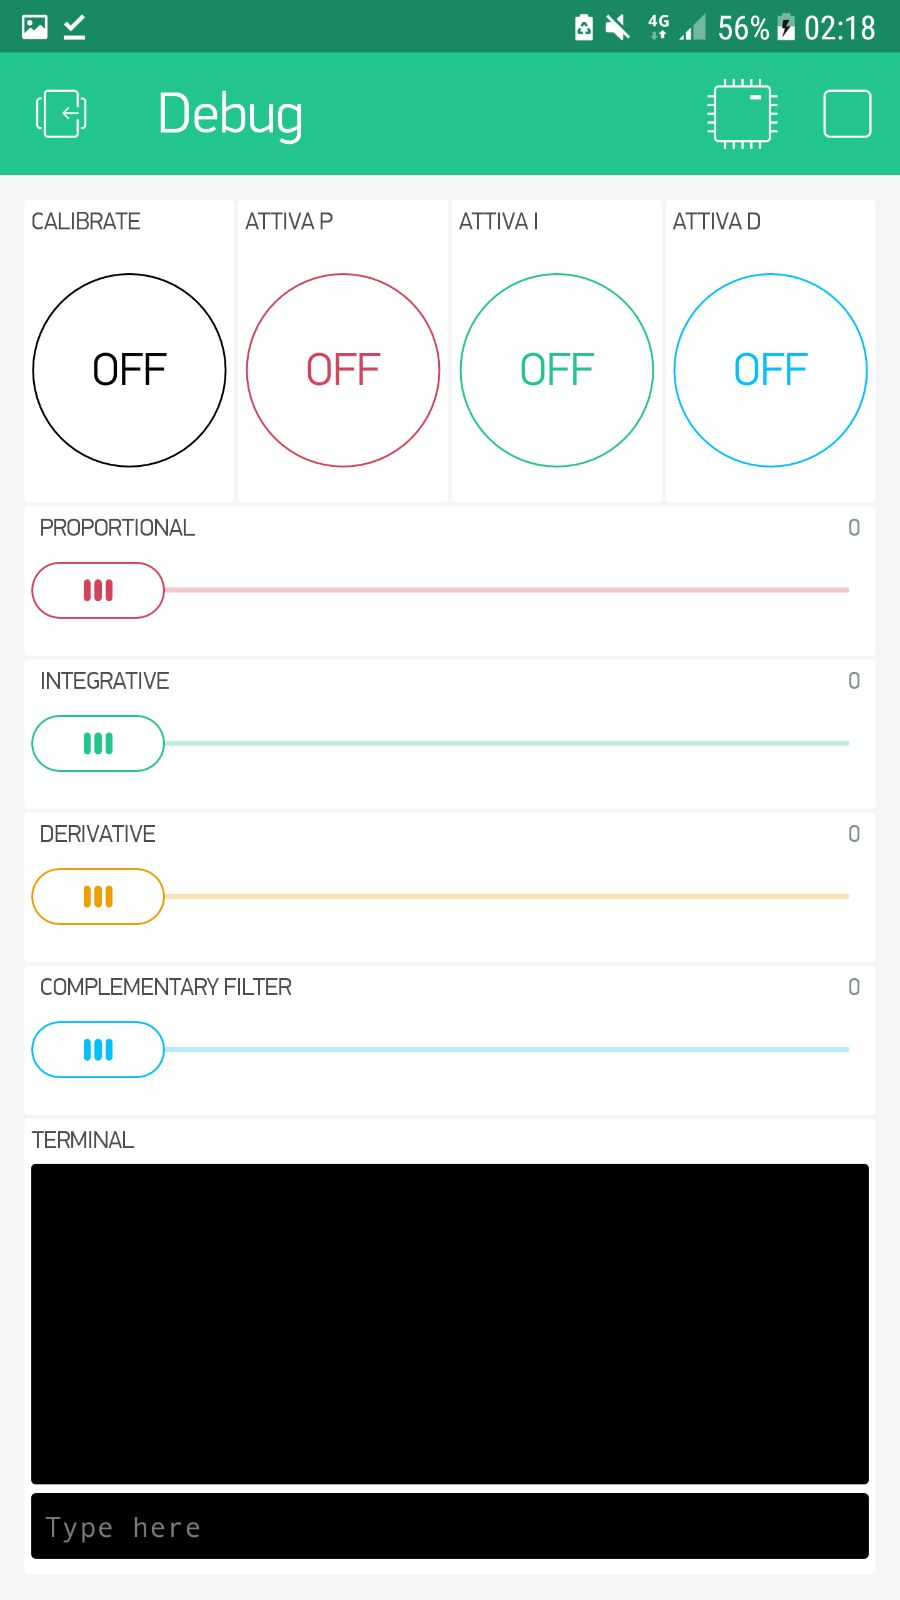 4G 56% 02:18
Debug
CALIBRATE ATTIVA P ATTIVA I ATTIVA D
OFF OFF OFF OFF
PROPORTIONAL 0
INTEGRATIVE 0
DERIVATIVE 0
COMPLEMENTARY FILTER 0
TERMINAL
Type here